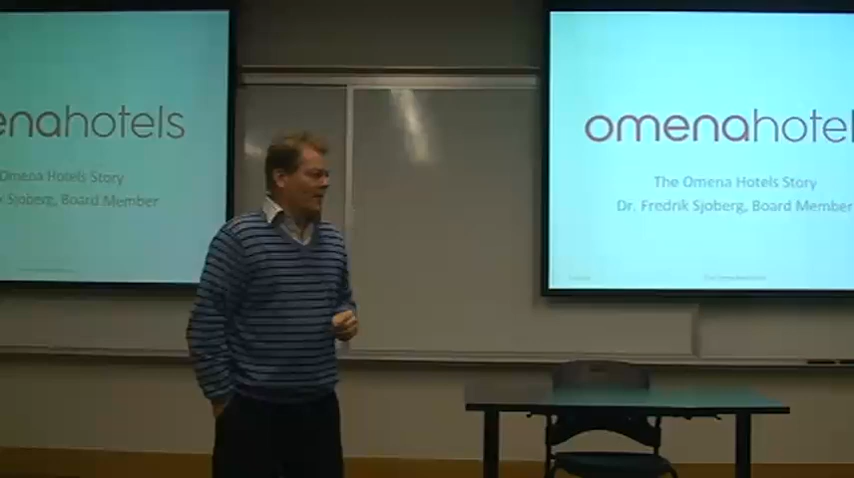 enahotels
Omena Hotels Story
Sjoberg, Board Member
omenahotel
The Omena Hotels Story
Dr. Fredrik Sjoberg, Board Member